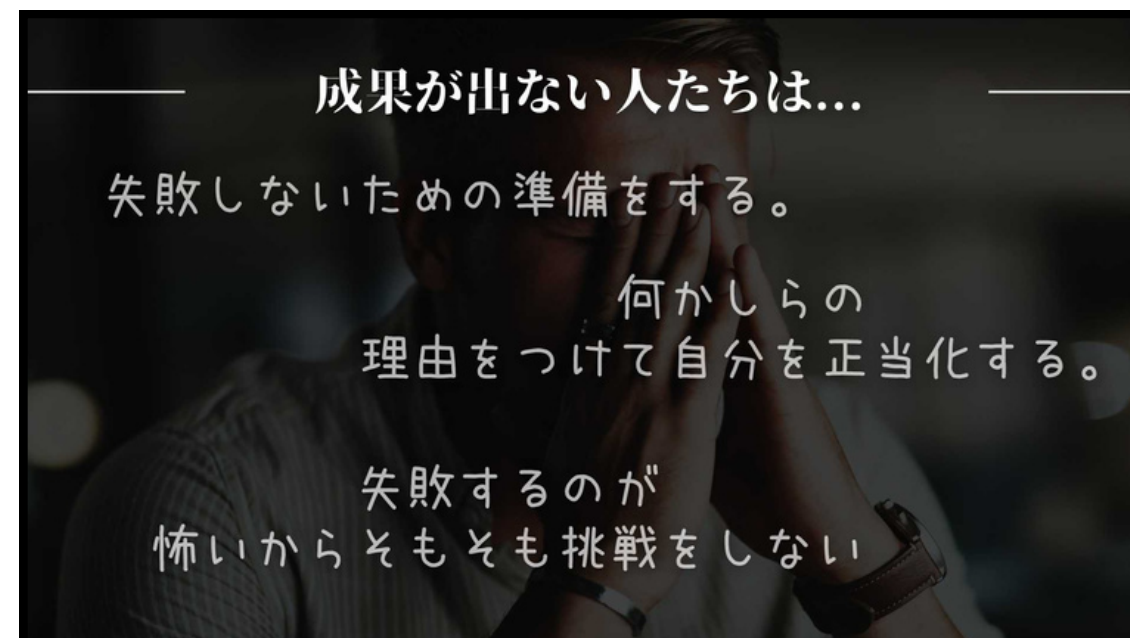 成果が出ない人たちは...
失敗しないための準備をする。
何かしらの
理由をつけて自分を正当化する。
失敗するのが
怖いからそもそも挑戦をしない